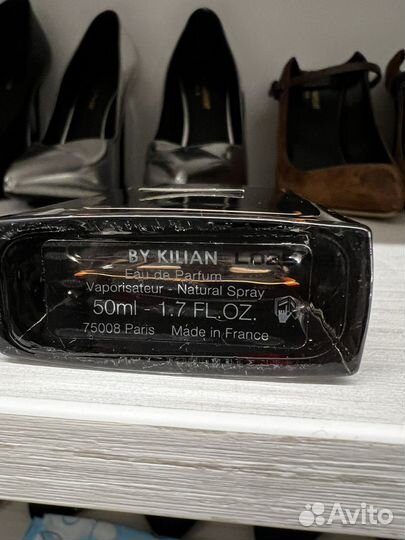 BY KILIAN
Eau de Parfum
Vaporisateur - Natural Spray
50ml - 1.7 FL.OZ.
75008 Paris Made in France
Avito